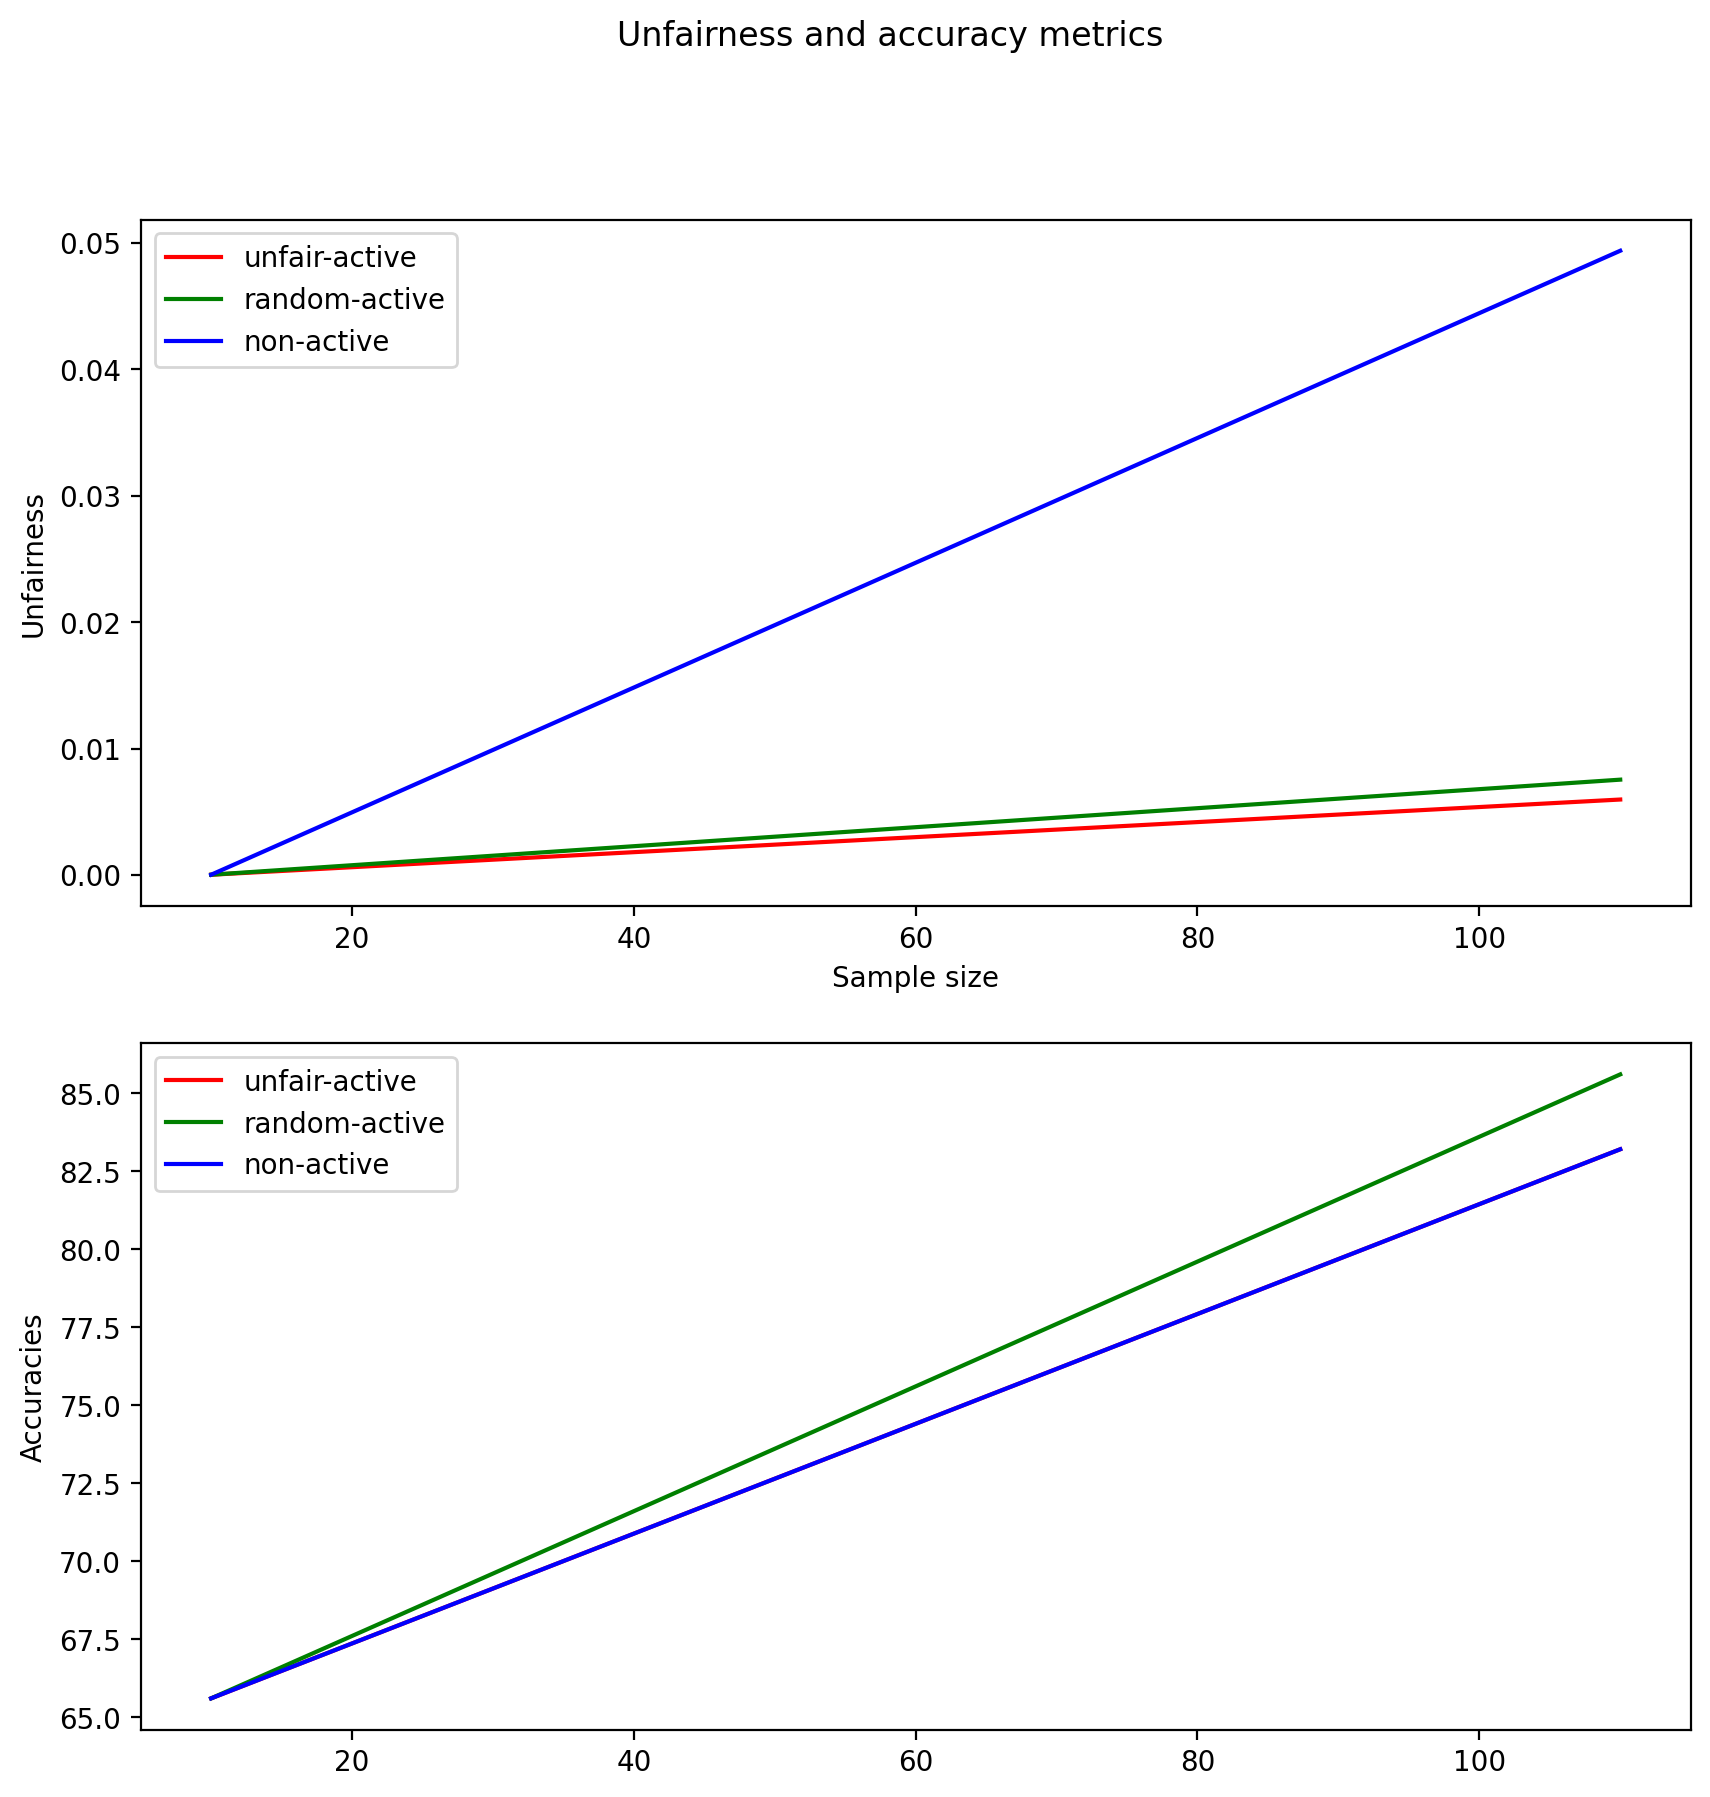 Unfairness and accuracy metrics
unfair-active
random-active
non-active
0.05
0.04
0.03
0.02
0.01
0.00
Unfairness
20 40 60 80 100
Sample size
unfair-active
random-active
non-active
85.0
82.5
80.0
77.5
75.0
72.5
70.0
67.5
65.0
Accuracies
20 40 60 80 100